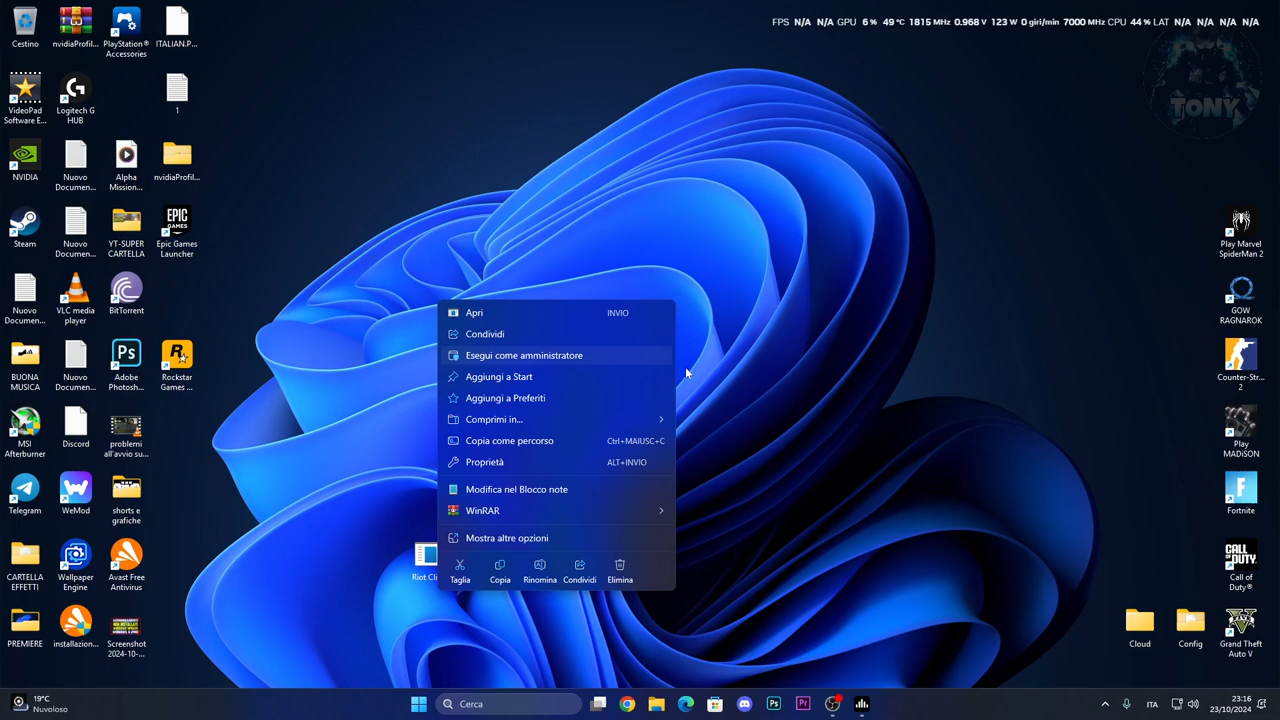 FPS N/A N/A GPU 6 % 49 °C 1815 MHz 0.968 V 123 W 0 giri/min 7000 MHz CPU 44 % LAT N/A N/A N/A N/A
TONY
Cestino
nvidiaProfil...
PlayStation®
Accessories
ITALIAN.P...
VideoPad
Software E...
Logitech G
HUB
1
NVIDIA
Nuovo
Documen...
Alpha
Mission...
nvidiaProfil...
Steam
Nuovo
Documen...
YT-SUPER
CARTELLA
EPIC
GAMES
Epic Games
Launcher
Nuovo
Documen...
VLC media
player
BitTorrent
BUONA
MUSICA
Nuovo
Documen...
Adobe
Photosh...
Rockstar
Games ...
MSI
Afterburner
Discord
problemi
all'avvio su...
Telegram
WeMod
shorts e
grafiche
CARTELLA
EFFETTI
Wallpaper
Engine
Avast Free
Antivirus
PREMIERE
installazion...
Screenshot
2024-10-...
Riot Cli
Apri INVIO
Condividi
Esegui come amministratore
Aggiungi a Start
Aggiungi a Preferiti
Comprimi in...
Copia come percorso Ctrl+MAIUSC+C
Proprietà ALT+INVIO
Modifica nel Blocco note
WinRAR
Mostra altre opzioni
Taglia Copia Rinomina Condividi Elimina
Play Marvel
SpiderMan 2
GOW
RAGNAROK
Counter-Str...
2
Play
MADiSON
Fortnite
CALL OF DUTY
Call of
Duty®
Cloud
Config
Grand Theft
Auto V
19°C
Nuvoloso
Cerca
ITA
23:16
23/10/2024